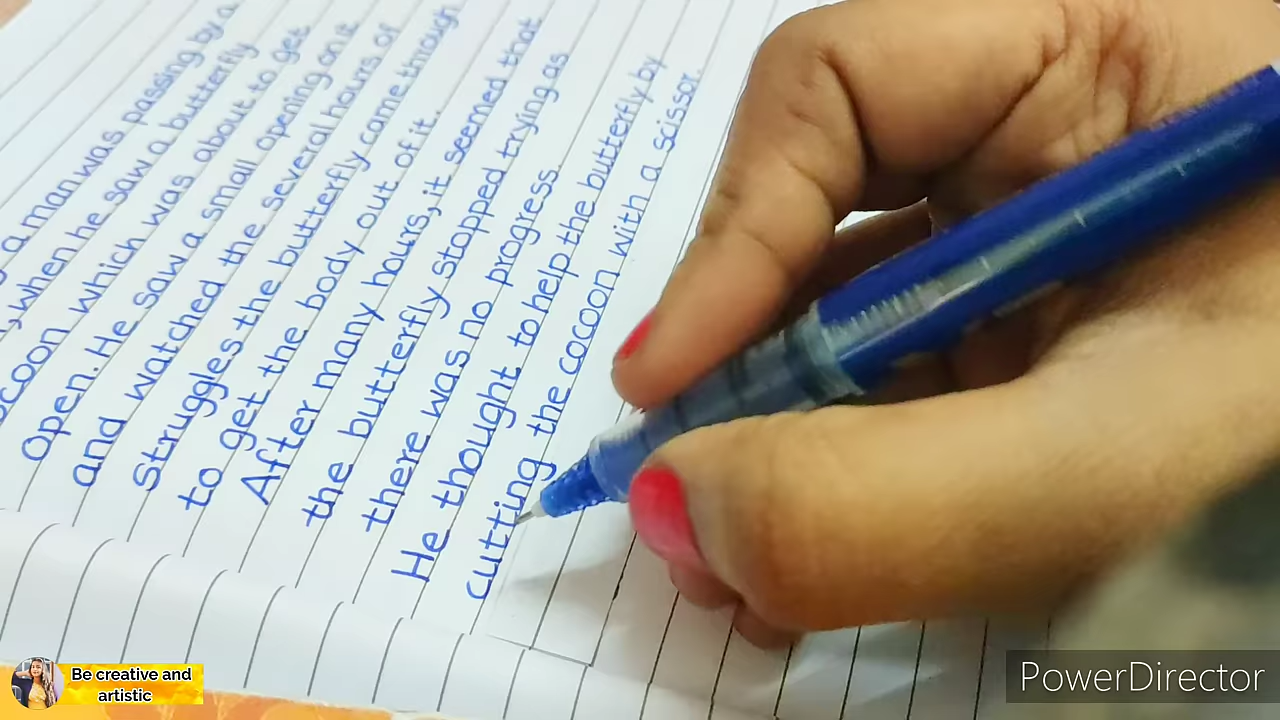 a man was passing by a
, when he saw a butterfly
cocoon which was about to get
Open. He saw a small opening on it
and watched the several hours of
Struggles the butterfly came through
to get the body out of it.
After many hours, it seemed that
the butterfly stopped trying as
there was no progress.
He thought to help the butterfly by
cutting the cocoon with a scissor.
Be creative and
artistic
PowerDirector